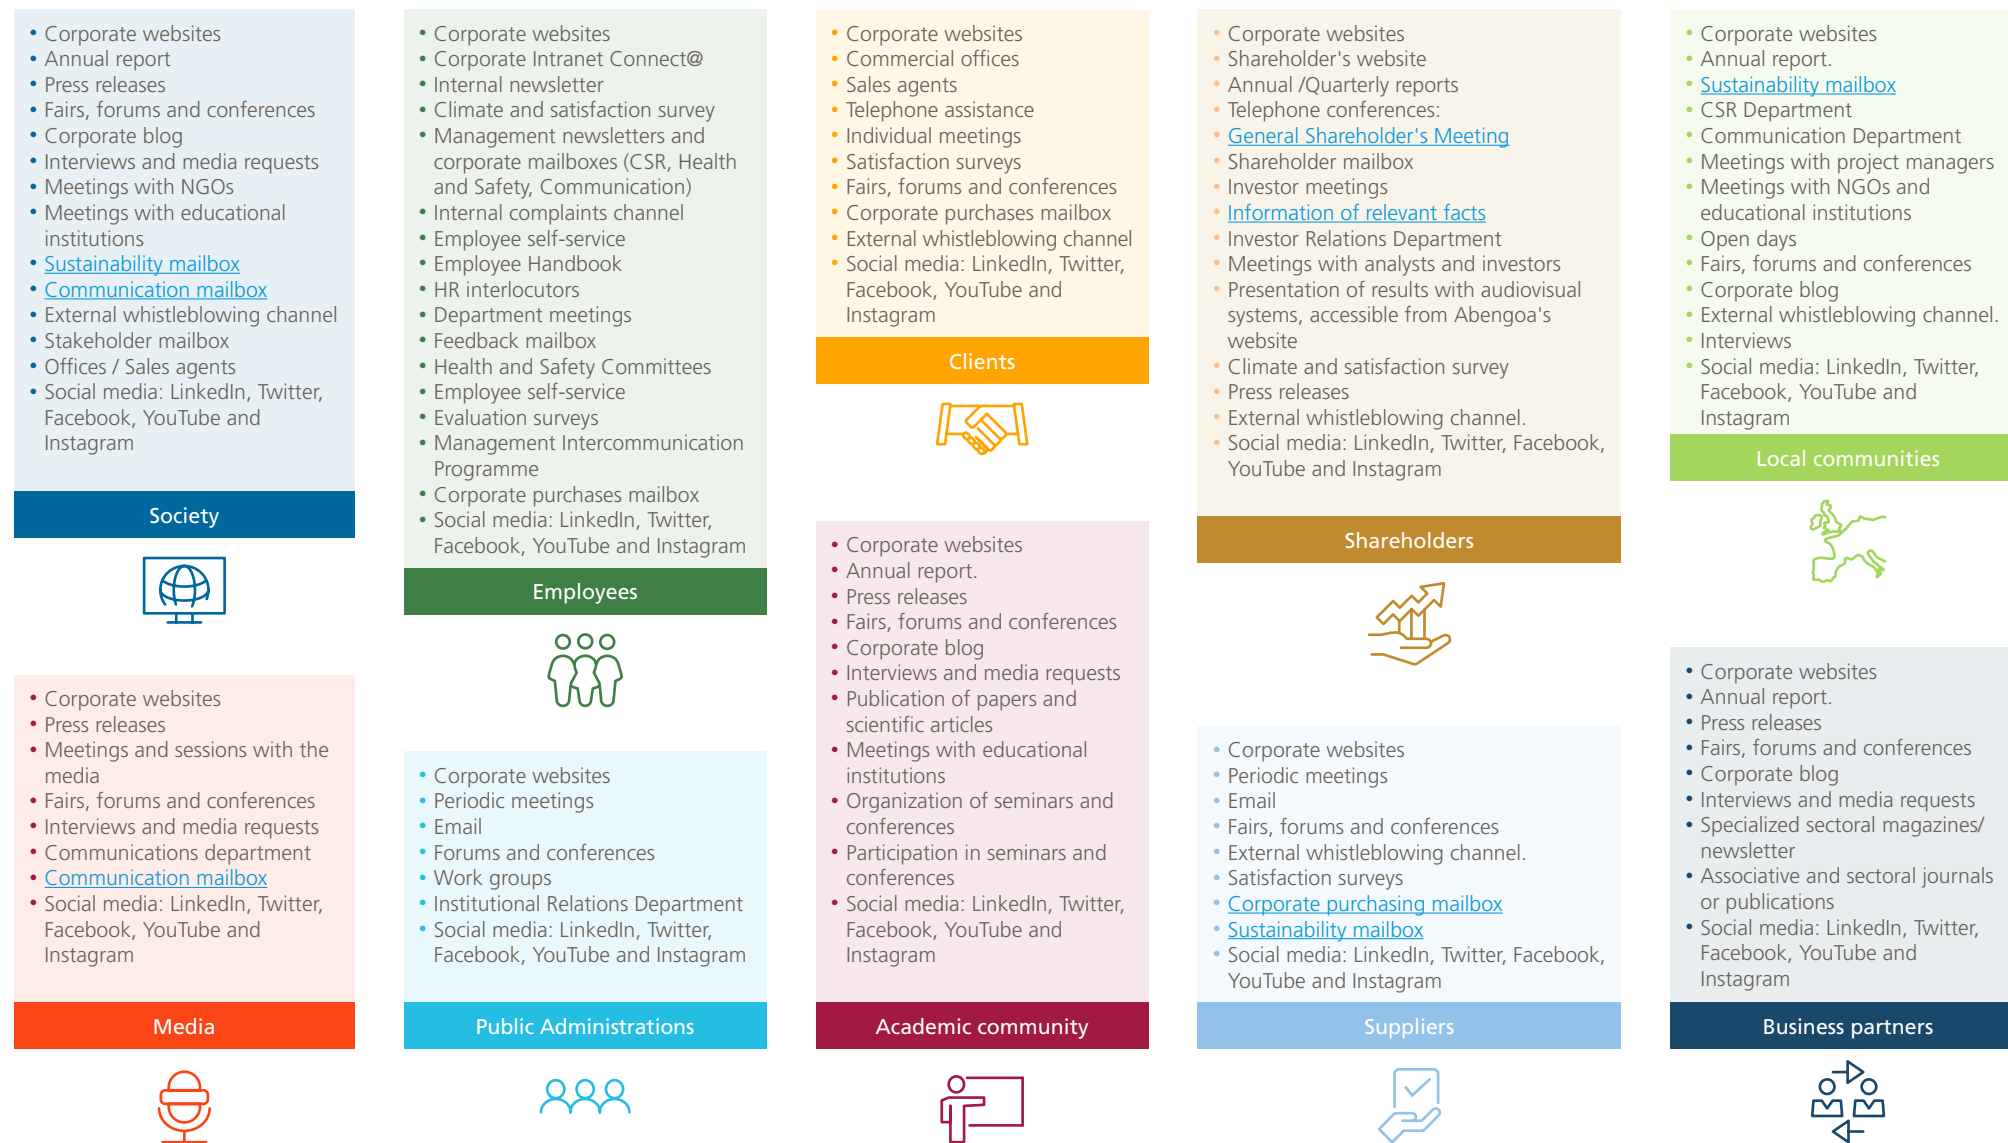 • Corporate websites
• Annual report
• Press releases
• Fairs, forums and conferences
• Corporate blog
• Interviews and media requests
• Meetings with NGOs
• Meetings with educational
institutions
• Sustainability mailbox
• Communication mailbox
• External whistleblowing channel
• Stakeholder mailbox
• Offices / Sales agents
• Social media: LinkedIn, Twitter,
Facebook, YouTube and
Instagram
Society
• Corporate websites
• Press releases
• Meetings and sessions with the
media
• Fairs, forums and conferences
• Interviews and media requests
• Communications department
• Communication mailbox
• Social media: LinkedIn, Twitter,
Facebook, YouTube and
Instagram
Media
• Corporate websites
• Corporate Intranet Connect@
• Internal newsletter
• Climate and satisfaction survey
• Management newsletters and
corporate mailboxes (CSR, Health
and Safety, Communication)
• Internal complaints channel
• Employee self-service
• Employee Handbook
• HR interlocutors
• Department meetings
• Feedback mailbox
• Health and Safety Committees
• Employee self-service
• Evaluation surveys
• Management Intercommunication
Programme
• Corporate purchases mailbox
• Social media: LinkedIn, Twitter,
Facebook, YouTube and Instagram
Employees
• Corporate websites
• Periodic meetings
• Email
• Forums and conferences
• Work groups
• Institutional Relations Department
• Social media: LinkedIn, Twitter,
Facebook, YouTube and Instagram
Public Administrations
• Corporate websites
• Commercial offices
• Sales agents
• Telephone assistance
• Individual meetings
• Satisfaction surveys
• Fairs, forums and conferences
• Corporate purchases mailbox
• External whistleblowing channel
• Social media: LinkedIn, Twitter,
Facebook, YouTube and
Instagram
Clients
• Corporate websites
• Annual report.
• Press releases
• Fairs, forums and conferences
• Corporate blog
• Interviews and media requests
• Publication of papers and
scientific articles
• Meetings with educational
institutions
• Organization of seminars and
conferences
• Participation in seminars and
conferences
• Social media: LinkedIn, Twitter,
Facebook, YouTube and
Instagram
Academic community
• Corporate websites
• Shareholder's website
• Annual /Quarterly reports
• Telephone conferences:
• General Shareholder's Meeting
• Shareholder mailbox
• Investor meetings
• Information of relevant facts
• Investor Relations Department
• Meetings with analysts and investors
• Presentation of results with audiovisual
systems, accessible from Abengoa's
website
• Climate and satisfaction survey
• Press releases
• External whistleblowing channel.
• Social media: LinkedIn, Twitter, Facebook,
YouTube and Instagram
Shareholders
• Corporate websites
• Periodic meetings
• Email
• Fairs, forums and conferences
• External whistleblowing channel.
• Satisfaction surveys
• Corporate purchasing mailbox
• Sustainability mailbox
• Social media: LinkedIn, Twitter, Facebook,
YouTube and Instagram
Suppliers
• Corporate websites
• Annual report.
• Sustainability mailbox
• CSR Department
• Communication Department
• Meetings with project managers
• Meetings with NGOs and
educational institutions
• Open days
• Fairs, forums and conferences
• Corporate blog
• External whistleblowing channel.
• Interviews
• Social media: LinkedIn, Twitter,
Facebook, YouTube and
Instagram
Local communities
• Corporate websites
• Annual report.
• Press releases
• Fairs, forums and conferences
• Corporate blog
• Interviews and media requests
• Specialized sectoral magazines/
newsletter
• Associative and sectoral journals
or publications
• Social media: LinkedIn, Twitter,
Facebook, YouTube and
Instagram
Business partners